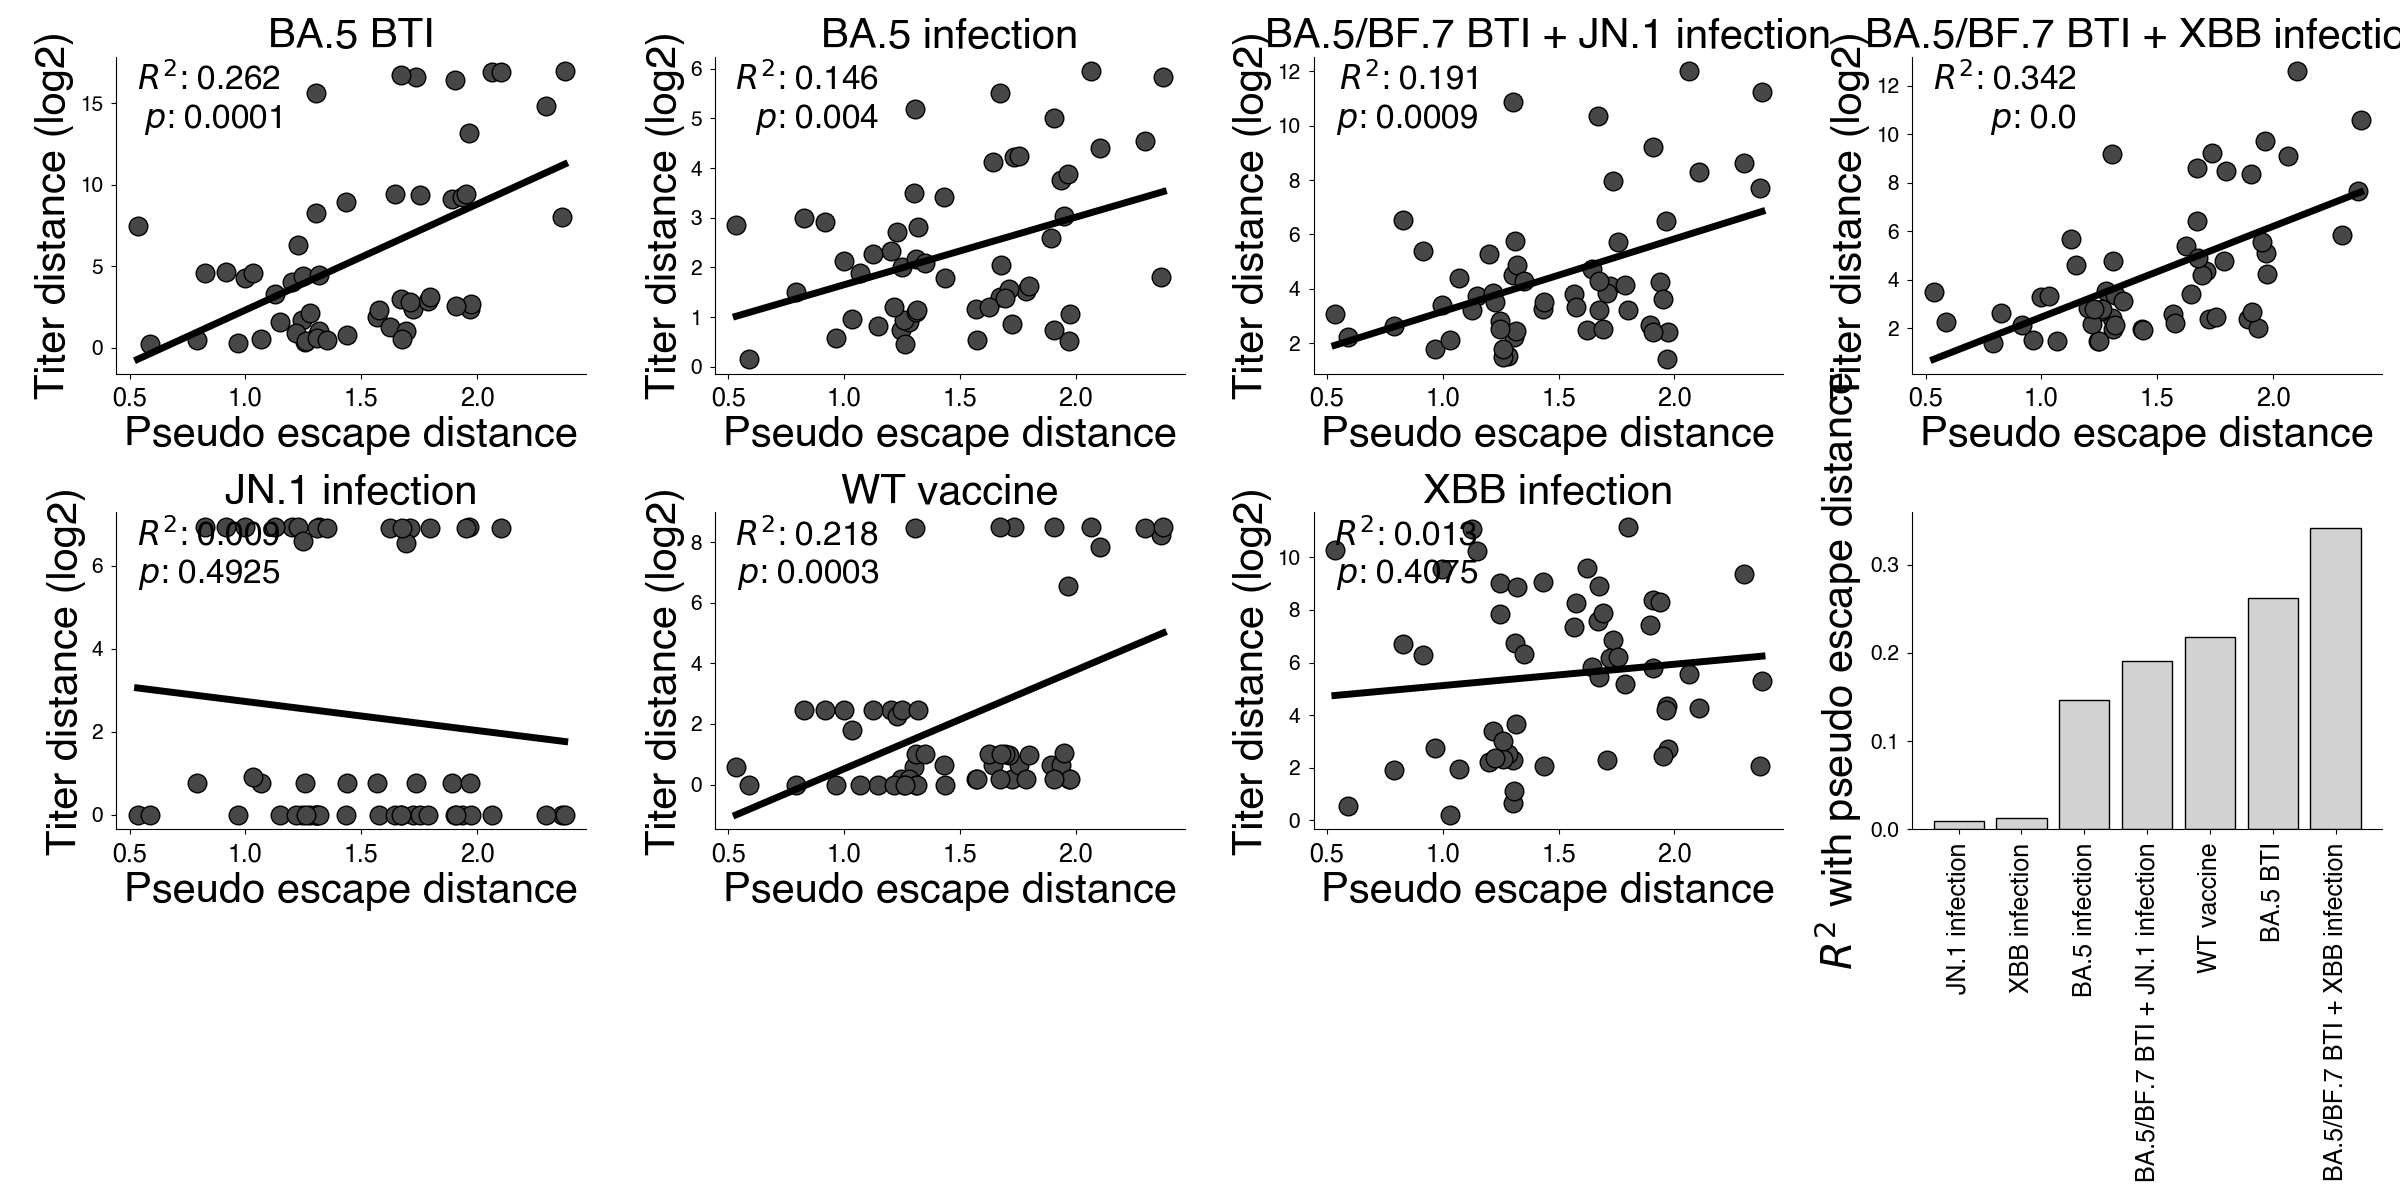 BA.5 BTI
R²: 0.262
p: 0.0001
Titer distance (log2)
15
10
5
0
0.5 1.0 1.5 2.0
Pseudo escape distance
BA.5 infection
R²: 0.146
p: 0.004
Titer distance (log2)
6
5
4
3
2
1
0
0.5 1.0 1.5 2.0
Pseudo escape distance
BA.5/BF.7 BTI + JN.1 infection
R²: 0.191
p: 0.0009
Titer distance (log2)
12
10
8
6
4
2
0.5 1.0 1.5 2.0
Pseudo escape distance
BA.5/BF.7 BTI + XBB infectio
R²: 0.342
p: 0.0
Titer distance (log2)
12
10
8
6
4
2
0.5 1.0 1.5 2.0
Pseudo escape distance
JN.1 infection
R²: 0.009
p: 0.4925
Titer distance (log2)
6
4
2
0
0.5 1.0 1.5 2.0
Pseudo escape distance
WT vaccine
R²: 0.218
p: 0.0003
Titer distance (log2)
8
6
4
2
0
0.5 1.0 1.5 2.0
Pseudo escape distance
XBB infection
R²: 0.013
p: 0.4075
Titer distance (log2)
10
8
6
4
2
0
0.5 1.0 1.5 2.0
Pseudo escape distance
R² with pseudo escape distance
0.3
0.2
0.1
0.0
JN.1 infection
XBB infection
BA.5 infection
BA.5/BF.7 BTI + JN.1 infection
WT vaccine
BA.5 BTI
BA.5/BF.7 BTI + XBB infection